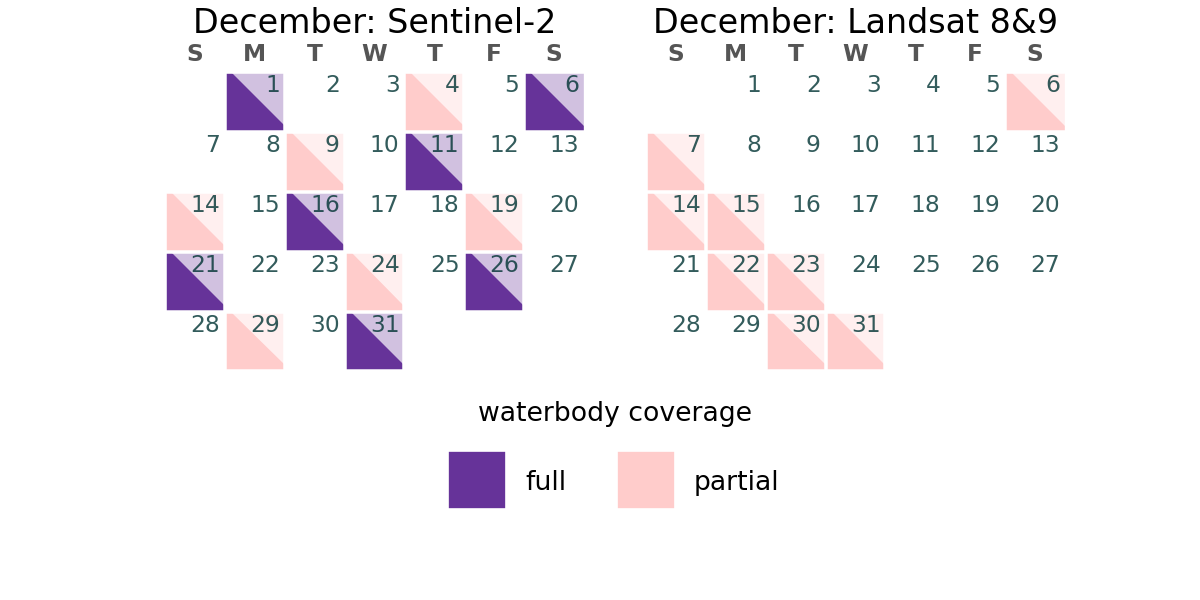 December: Sentinel-2
S M T W T F S
1 2 3 4 5 6
7 8 9 10 11 12 13
14 15 16 17 18 19 20
21 22 23 24 25 26 27
28 29 30 31
December: Landsat 8&9
S M T W T F S
1 2 3 4 5 6
7 8 9 10 11 12 13
14 15 16 17 18 19 20
21 22 23 24 25 26 27
28 29 30 31
waterbody coverage
full partial